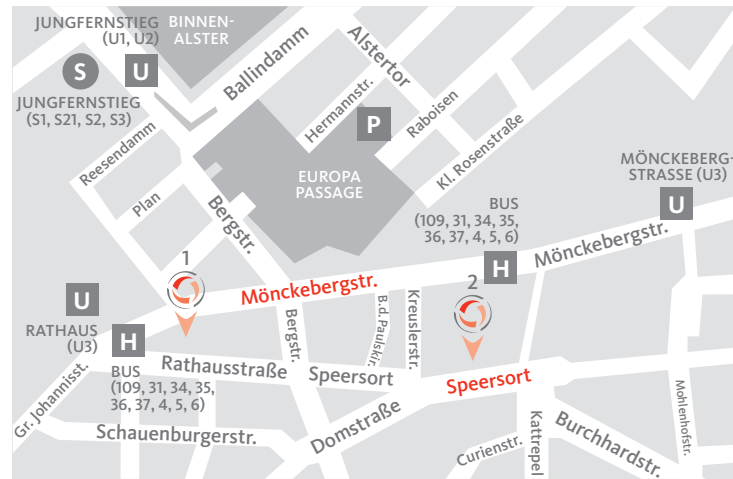 JUNGFERNSTIEG
(U1, U2)
BINNEN-
ALSTER
S
U
JUNGFERNSTIEG
(S1, S21, S2, S3)
Ballindamm
Alstertor
Hermannstr.
P
Raboisen
Kl. Rosenstraße
Reesendamm
Plan
EUROPA
PASSAGE
MÖNCKEBERG-
STRASSE (U3)
U
BUS
(109, 31, 34, 35,
36, 37, 4, 5, 6)
H
Bergstr.
Mönckebergstr.
1
Mönckebergstr.
2
U
RATHAUS
(U3)
H
BUS
(109, 31, 34, 35,
36, 37, 4, 5, 6)
Gr. Johannisst.
Rathausstraße
Bergstr.
B.d. Paulskir.
Kreuslerstr.
Speersort
Speersort
Schauenburgerstr.
Domstraße
Curienstr.
Kattrepel
Burchhardstr.
Mohlenhofstr.